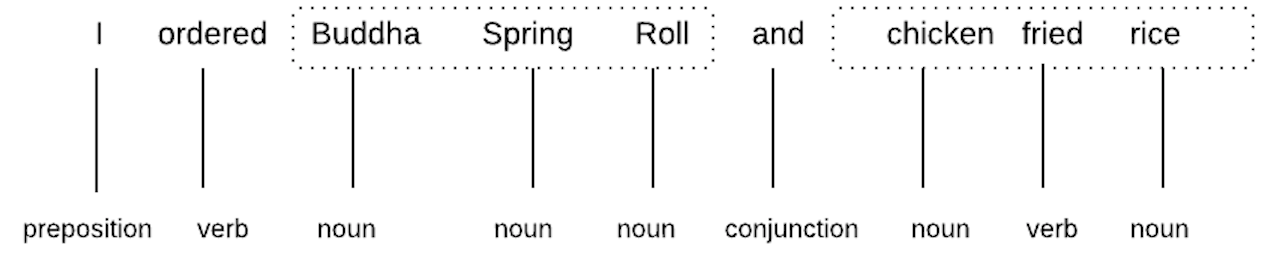 I ordered Buddha Spring Roll and chicken fried rice
preposition verb noun noun noun conjunction noun verb noun